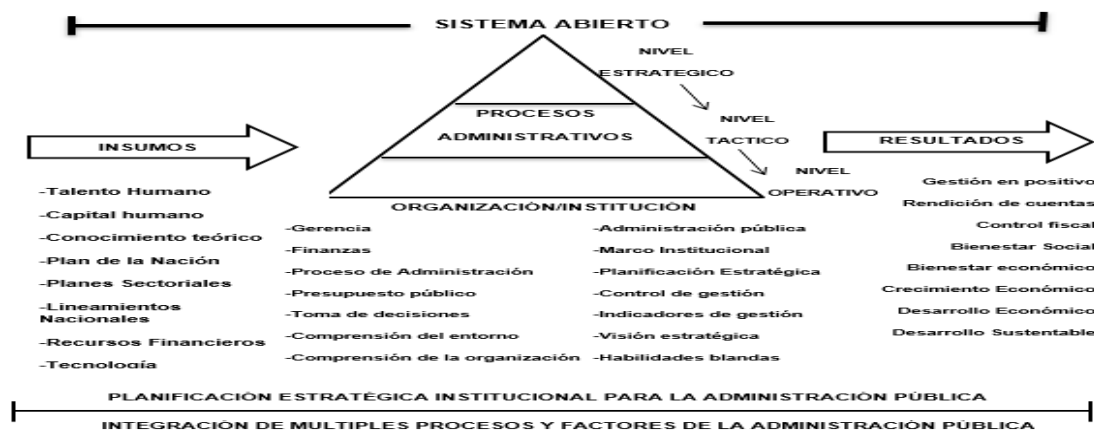 SISTEMA ABIERTO
NIVEL
ESTRATEGICO
PROCESOS
ADMINISTRATIVOS
NIVEL
TACTICO
NIVEL
OPERATIVO
INSUMOS
-Talento Humano
-Capital humano
-Conocimiento teórico
-Plan de la Nación
-Planes Sectoriales
-Lineamientos
Nacionales
-Recursos Financieros
-Tecnología
ORGANIZACIÓN/INSTITUCIÓN
-Gerencia
-Finanzas
-Proceso de Administración
-Presupuesto público
-Toma de decisiones
-Comprensión del entorno
-Comprensión de la organización
-Administración pública
-Marco Institucional
-Planificación Estratégica
-Control de gestión
-Indicadores de gestión
-Visión estratégica
-Habilidades blandas
RESULTADOS
Gestión en positivo
Rendición de cuentas
Control fiscal
Bienestar Social
Bienestar económico
Crecimiento Económico
Desarrollo Económico
Desarrollo Sustentable
PLANIFICACIÓN ESTRATÉGICA INSTITUCIONAL PARA LA ADMINISTRACIÓN PÚBLICA
INTEGRACIÓN DE MULTIPLES PROCESOS Y FACTORES DE LA ADMINISTRACIÓN PÚBLICA